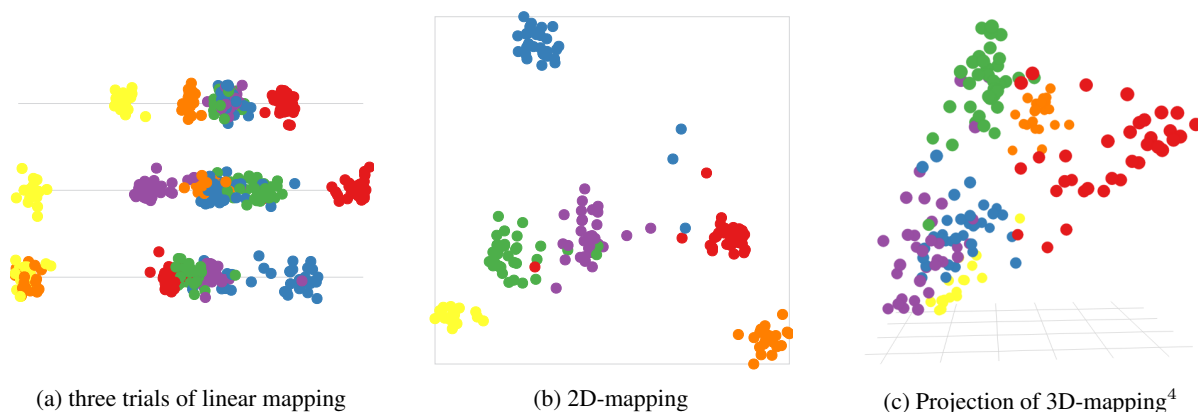 (a) three trials of linear mapping
(b) 2D-mapping
(c) Projection of 3D-mapping⁴